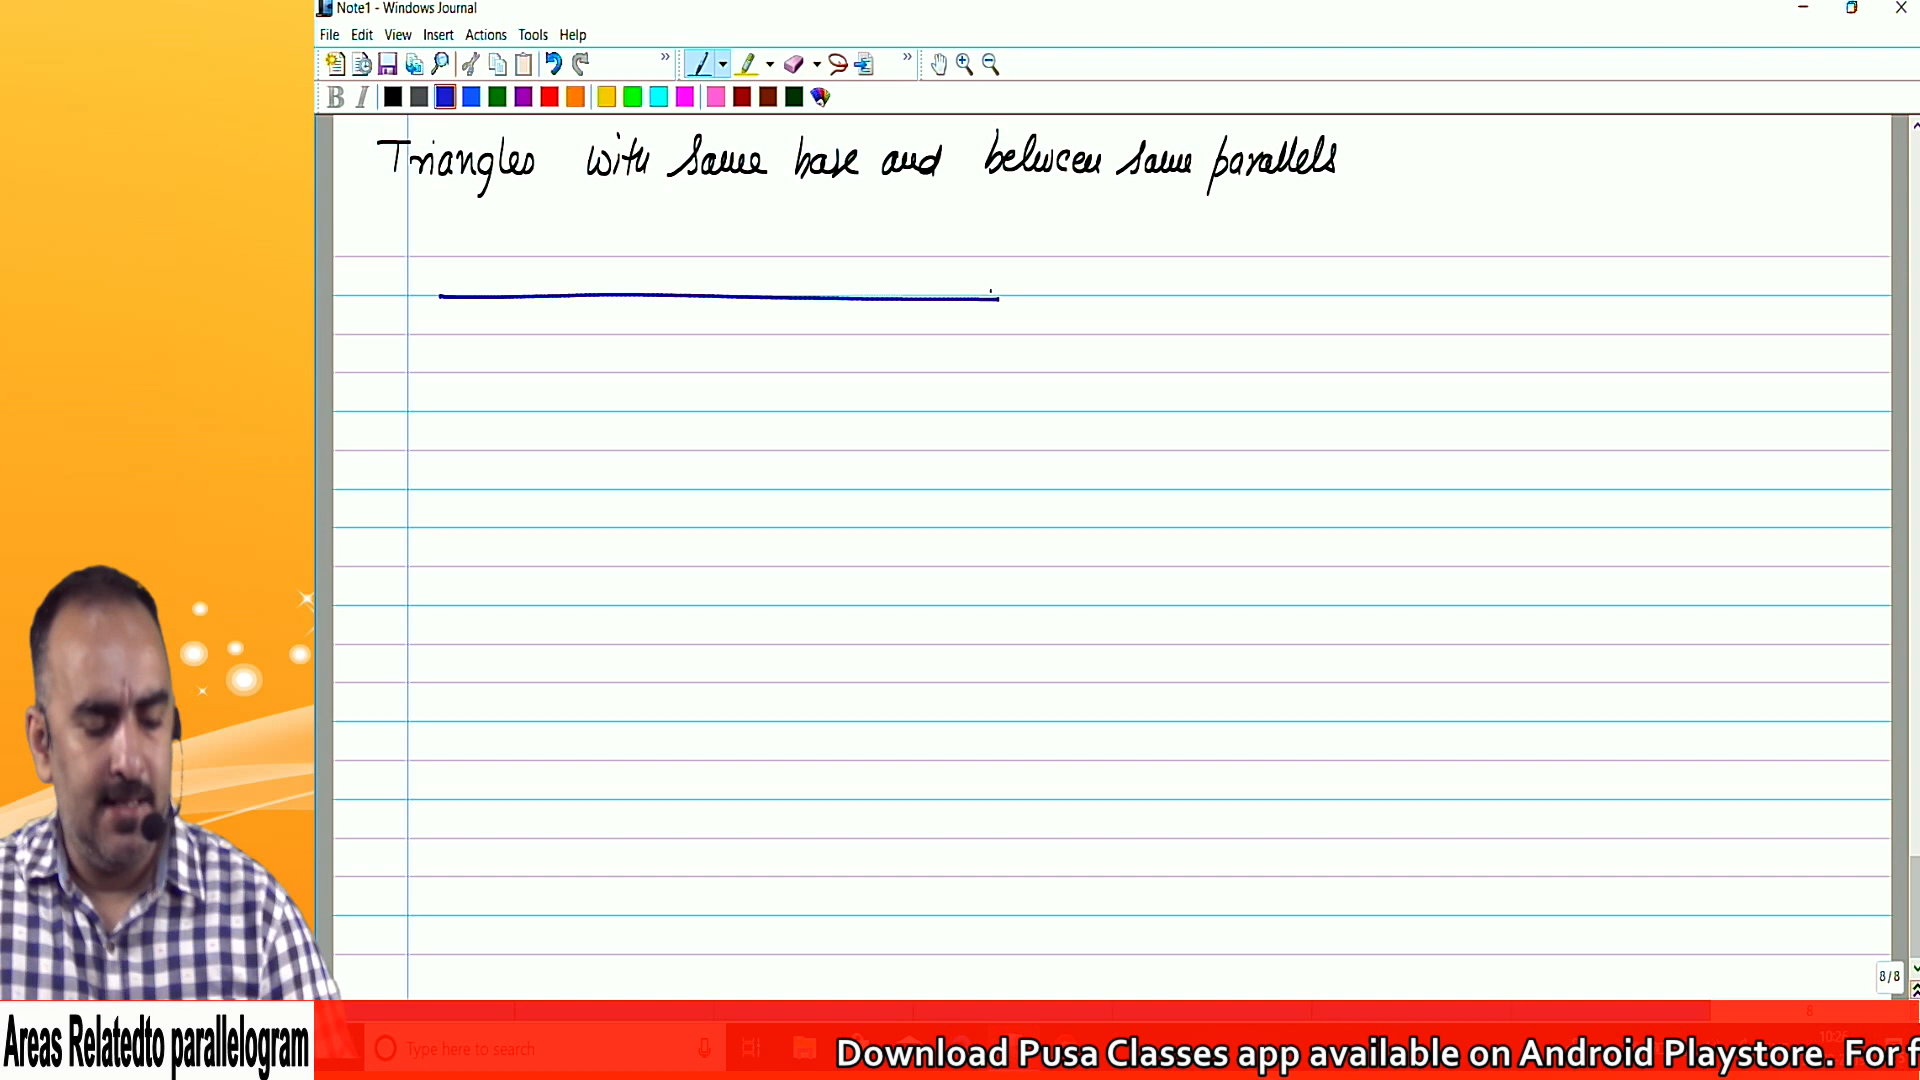 Note1 - Windows Journal
File Edit View Insert Actions Tools Help
B I
Triangles with same base and between same parallels
8/8
Areas Relatedto parallelogram
Type here to search
8
Download Pusa Classes app available on Android Playstore. For f